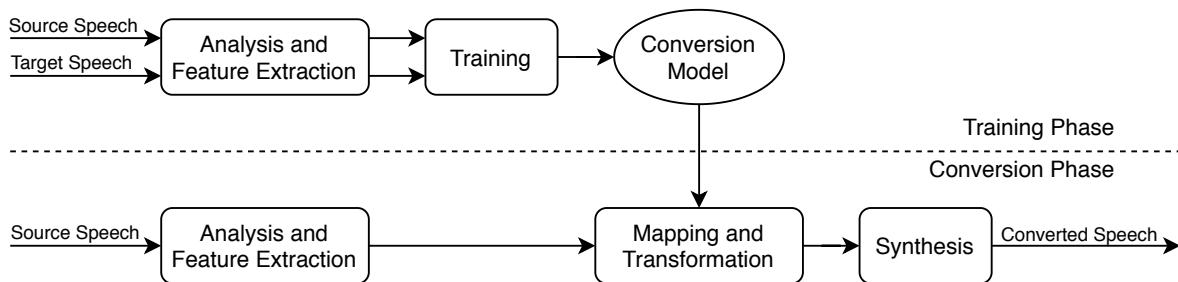 Source Speech
Target Speech
Analysis and
Feature Extraction
Training
Conversion
Model
Training Phase
Conversion Phase
Source Speech
Analysis and
Feature Extraction
Mapping and
Transformation
Synthesis
Converted Speech